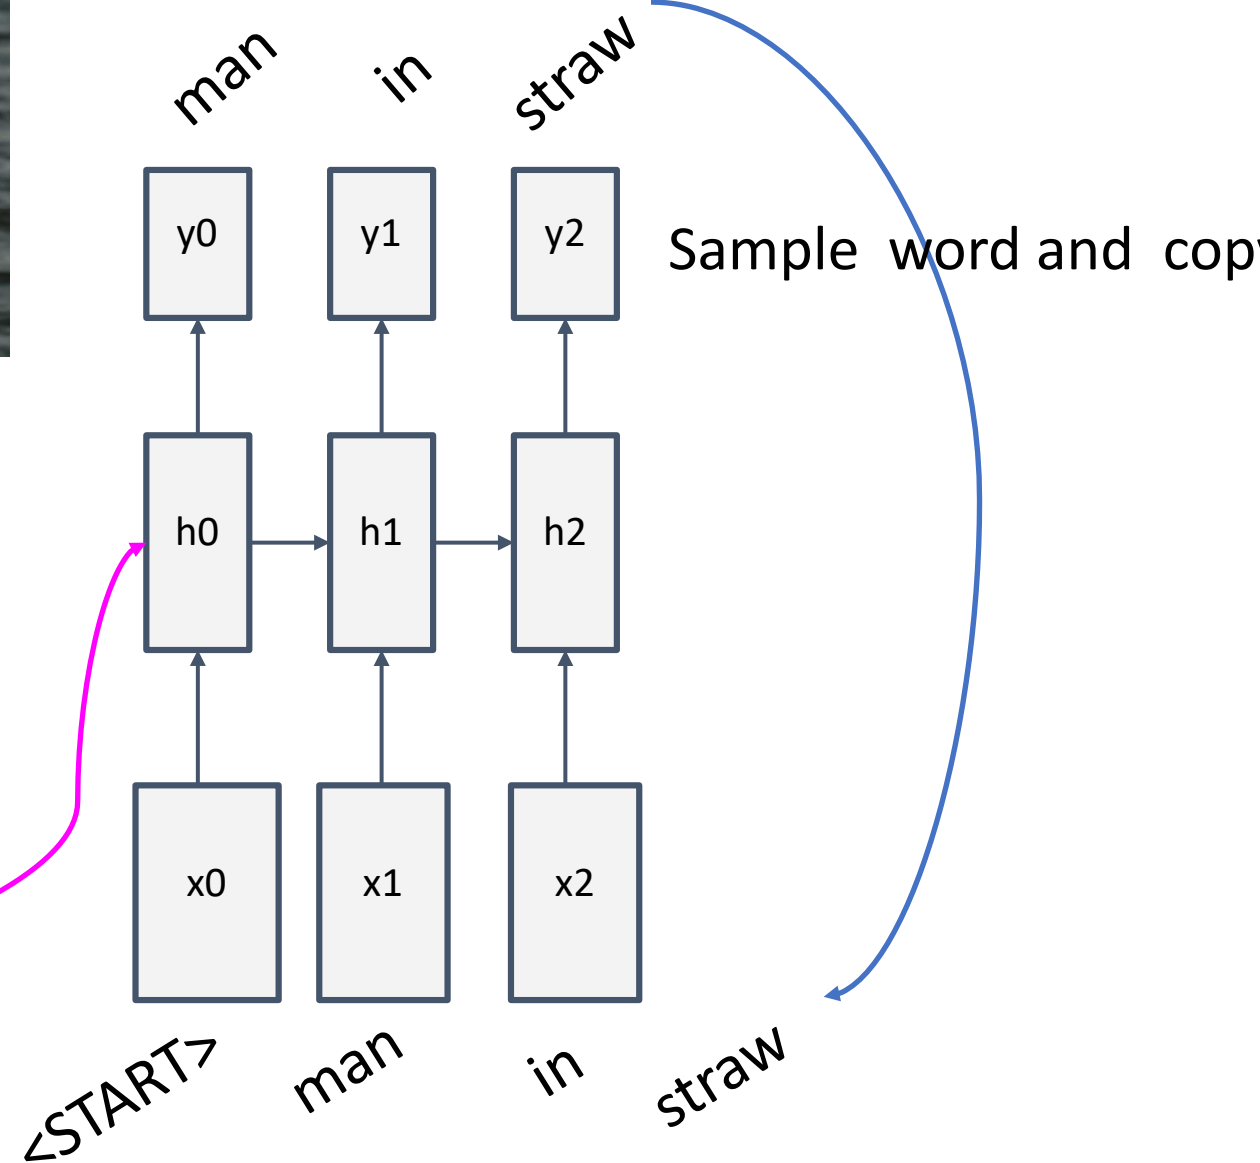 man in straw
y0 y1 y2
Sample word and
h0 h1 h2
x0 x1 x2
<START> man in straw